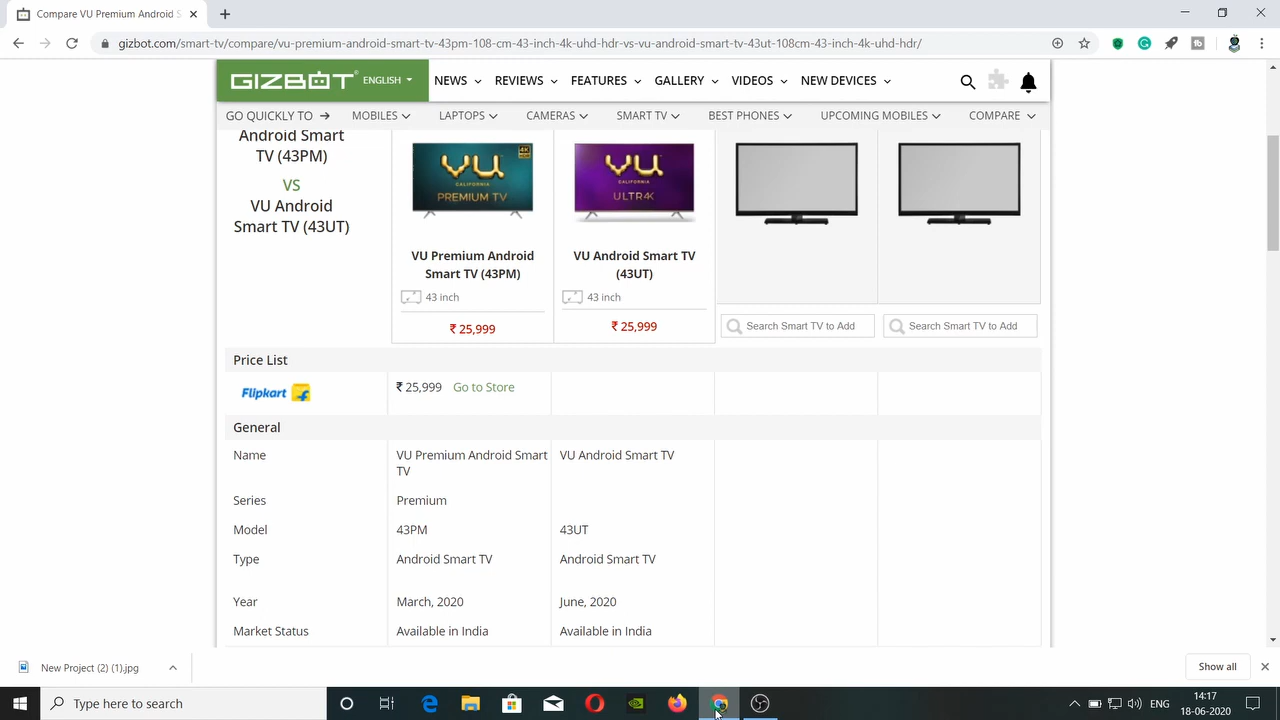 Compare VU Premium Android S
gizbot.com/smart-tv/compare/vu-premium-android-smart-tv-43pm-108-cm-43-inch-4k-uhd-hdr-vs-vu-android-smart-tv-43ut-108cm-43-inch-4k-uhd-hdr/
GIZBOT ENGLISH NEWS REVIEWS FEATURES GALLERY VIDEOS NEW DEVICES
GO QUICKLY TO MOBILES LAPTOPS CAMERAS SMART TV BEST PHONES UPCOMING MOBILES COMPARE
Android Smart
TV (43PM)
VS
VU Android
Smart TV (43UT)
4K
vu
CALIFORNIA
PREMIUM TV
vu
CALIFORNIA
ULTR4K
VU Premium Android
Smart TV (43PM)
VU Android Smart TV
(43UT)
43 inch
43 inch
₹ 25,999
₹ 25,999
Search Smart TV to Add
Search Smart TV to Add
Price List
Flipkart
₹ 25,999 Go to Store
General
Name
VU Premium Android Smart
TV
VU Android Smart TV
Series
Premium
Model
43PM
43UT
Type
Android Smart TV
Android Smart TV
Year
March, 2020
June, 2020
Market Status
Available in India
Available in India
New Project (2) (1).jpg
Show all
Type here to search
ENG
14:17
18-06-2020